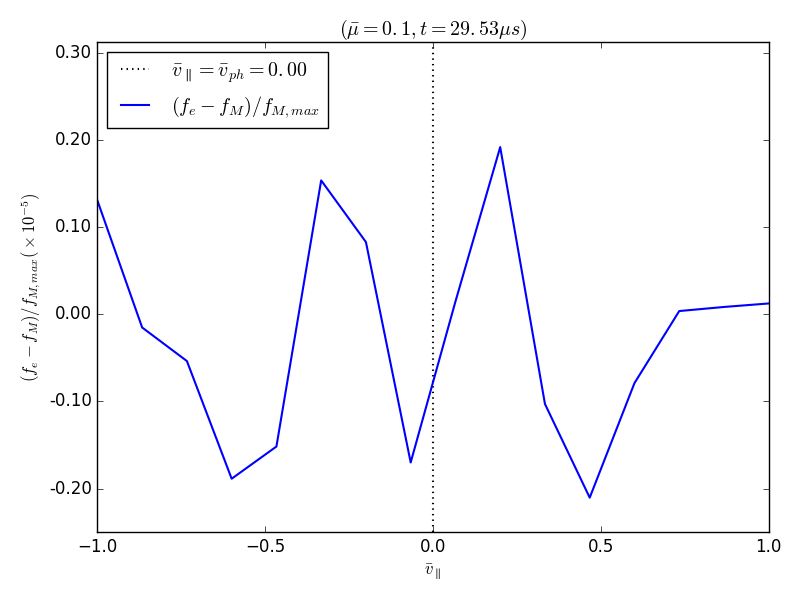 (μ̄ = 0.1, t = 29.53μs)
v̄∥ = v̄ph = 0.00
(fe − fM)/fM,max
(fe − fM)/fM,max(×10⁻⁵)
0.30
0.20
0.10
0.00
-0.10
-0.20
−1.0
−0.5
0.0
0.5
1.0
v̄∥